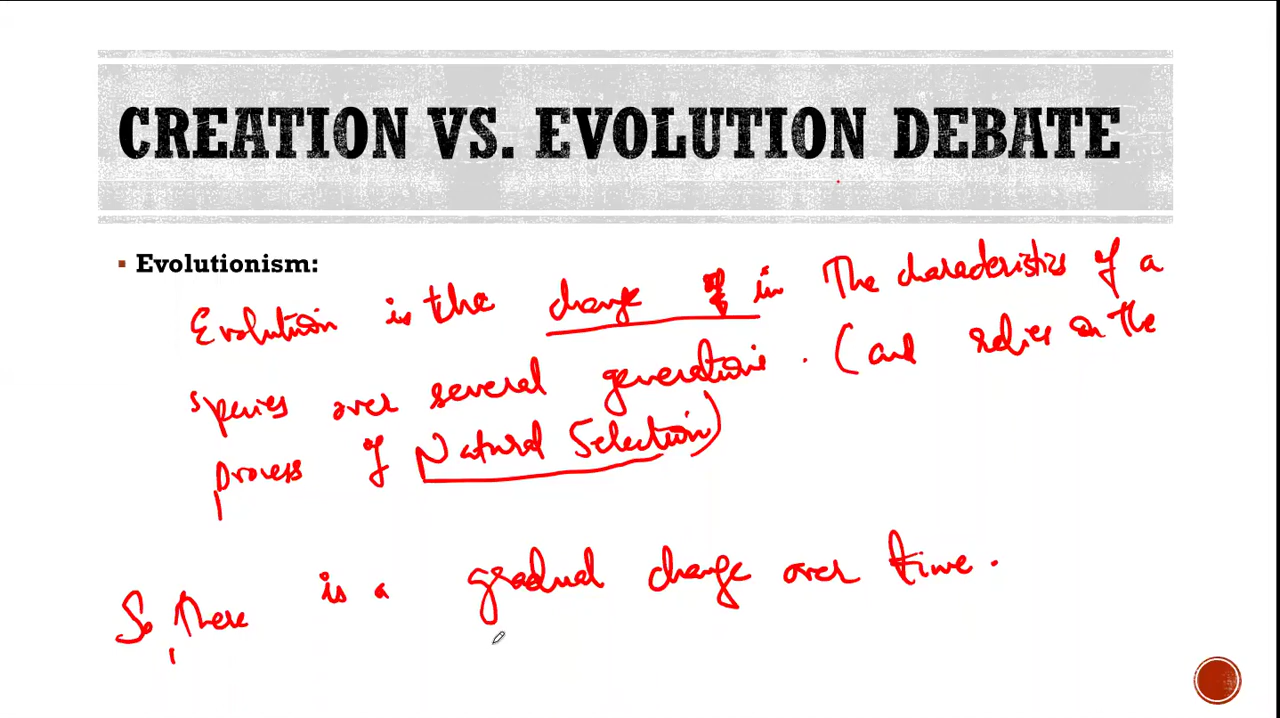 CREATION VS. EVOLUTION DEBATE
▪ Evolutionism:
Evolution is the change in the characteristics of a
species over several generations. (and relies on the
process of Natural Selection)
So, there is a gradual change over time.